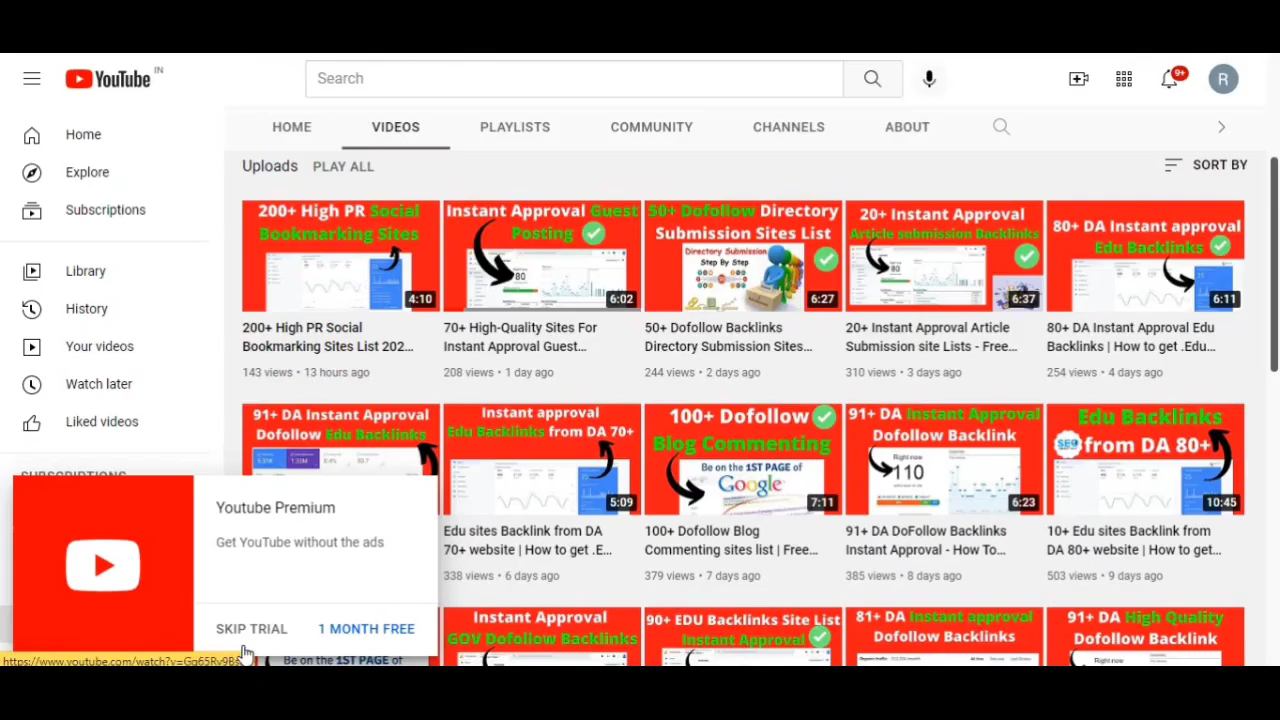 YouTube IN
Search
9+
R
Home
Explore
Subscriptions
Library
History
Your videos
Watch later
Liked videos
SUBSCRIPTIONS
HOME
VIDEOS
PLAYLISTS
COMMUNITY
CHANNELS
ABOUT
Uploads
PLAY ALL
SORT BY
200+ High PR Social
Bookmarking Sites
4:10
200+ High PR Social
Bookmarking Sites List 202...
143 views • 13 hours ago
Instant Approval Guest
Posting
80
6:02
70+ High-Quality Sites For
Instant Approval Guest...
208 views • 1 day ago
50+ Dofollow Directory
Submission Sites List
Directory Submission
Step By Step
6:27
50+ Dofollow Backlinks
Directory Submission Sites...
244 views • 2 days ago
20+ Instant Approval
Article submission Backlinks
80
6:37
20+ Instant Approval Article
Submission site Lists - Free...
310 views • 3 days ago
80+ DA Instant approval
Edu Backlinks
6:11
80+ DA Instant Approval Edu
Backlinks | How to get .Edu...
254 views • 4 days ago
91+ DA Instant Approval
Dofollow Edu Backlinks
Instant approval
Edu Backlinks from DA 70+
5:09
Edu sites Backlink from DA
70+ website | How to get .E...
338 views • 6 days ago
100+ Dofollow
Blog Commenting
Be on the 1ST PAGE of
Google
7:11
100+ Dofollow Blog
Commenting sites list | Free...
379 views • 7 days ago
91+ DA Instant Approval
Dofollow Backlink
Right now
110
6:23
91+ DA DoFollow Backlinks
Instant Approval - How To...
385 views • 8 days ago
Edu Backlinks
SEO from DA 80+
10:45
10+ Edu sites Backlink from
DA 80+ website | How to get...
503 views • 9 days ago
Youtube Premium
Get YouTube without the ads
SKIP TRIAL
1 MONTH FREE
Be on the 1ST PAGE of
Instant Approval
GOV Dofollow Backlinks
90+ EDU Backlinks Site List
Instant Approval
81+ DA Instant approval
Dofollow Backlinks
91+ DA High Quality
Dofollow Backlink
Right now